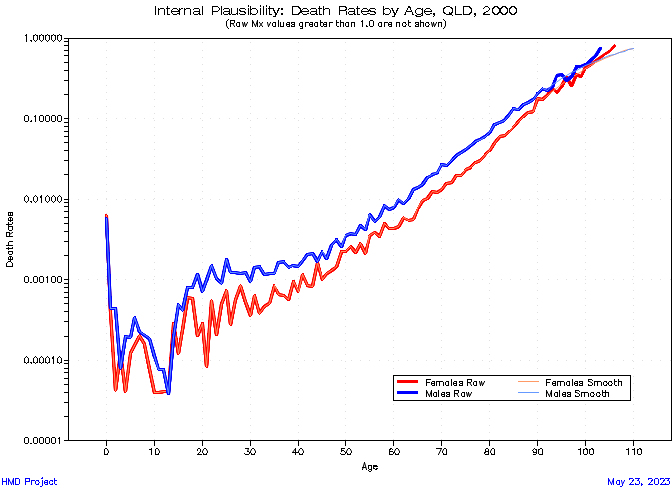 Internal Plausibility: Death Rates by Age, QLD, 2000
(Raw Mx values greater than 1.0 are not shown)
1.00000
0.10000
0.01000
0.00100
0.00010
0.00001
Death Rates
Females Raw
Females Smooth
Males Raw
Males Smooth
0 10 20 30 40 50 60 70 80 90 100 110
Age
HMD Project
May 23, 2023